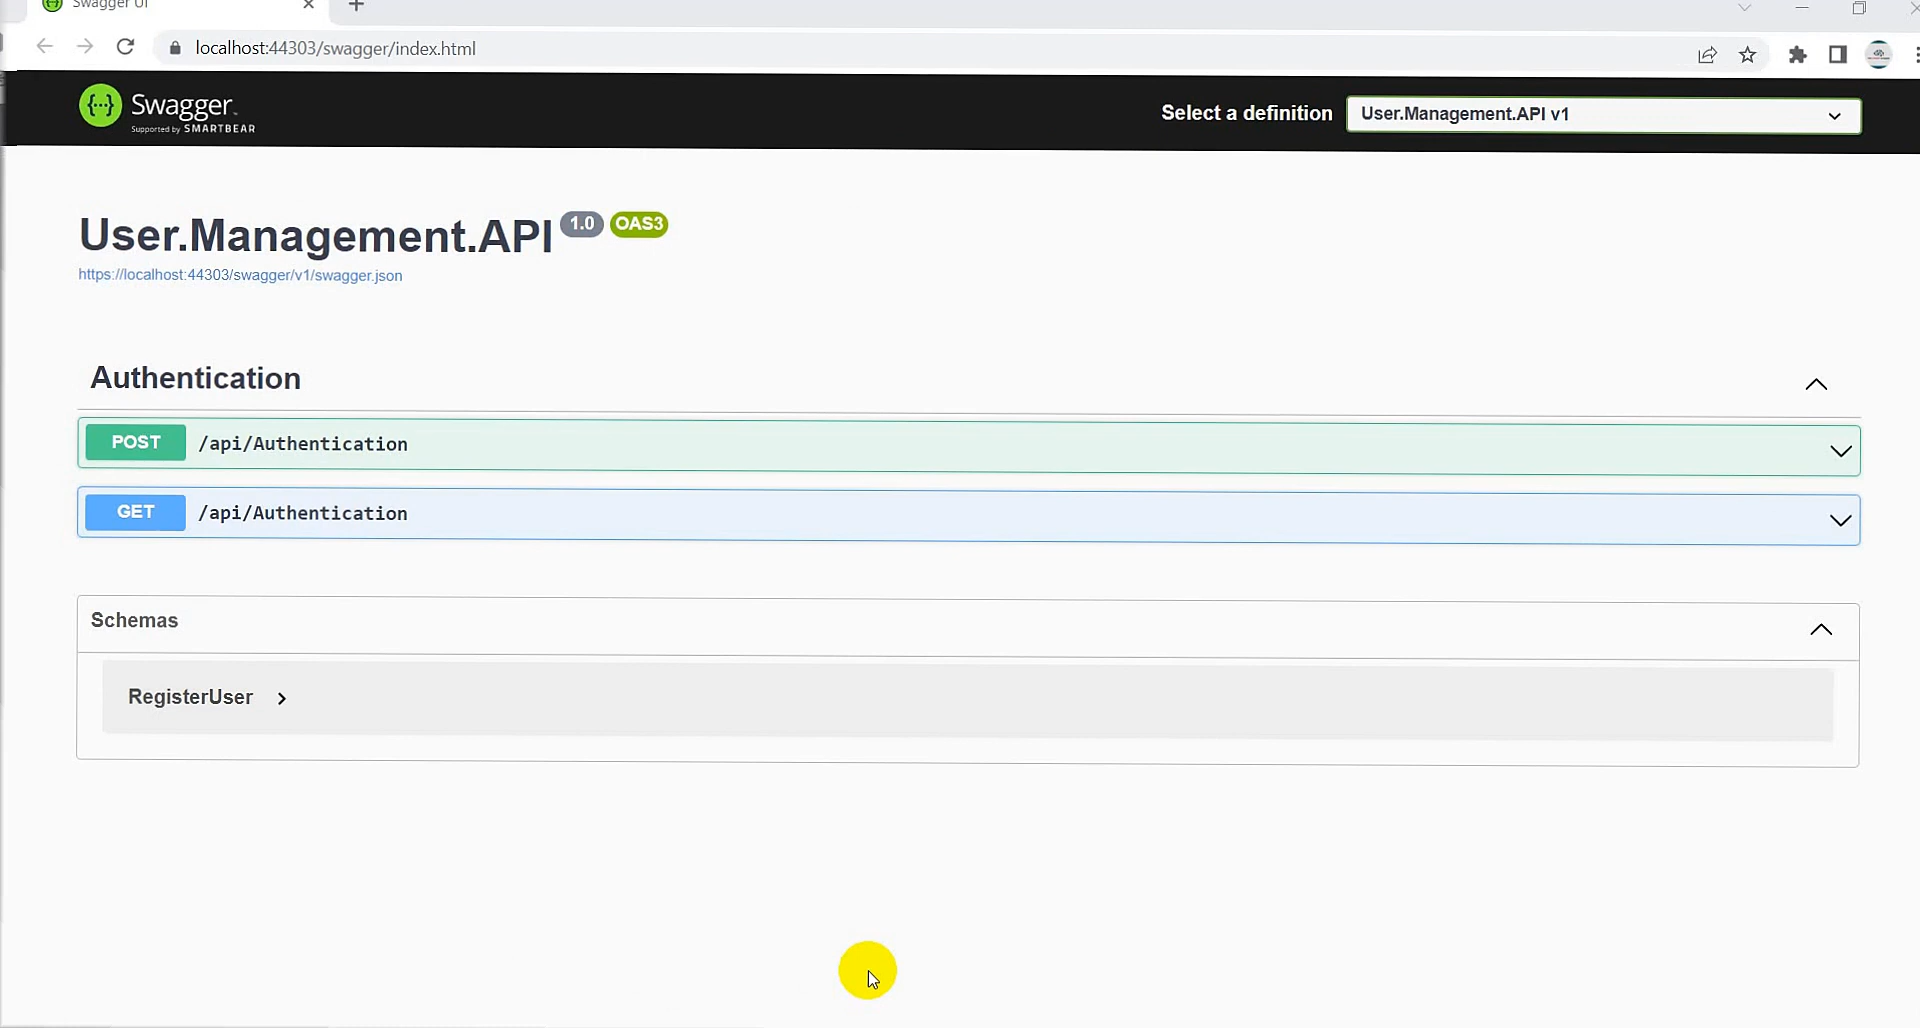 Swagger UI
localhost:44303/swagger/index.html
Swagger
Supported by SMARTBEAR
Select a definition
User.Management.API v1
User.Management.API 1.0 OAS3
https://localhost:44303/swagger/v1/swagger.json
Authentication
POST /api/Authentication
GET /api/Authentication
Schemas
RegisterUser